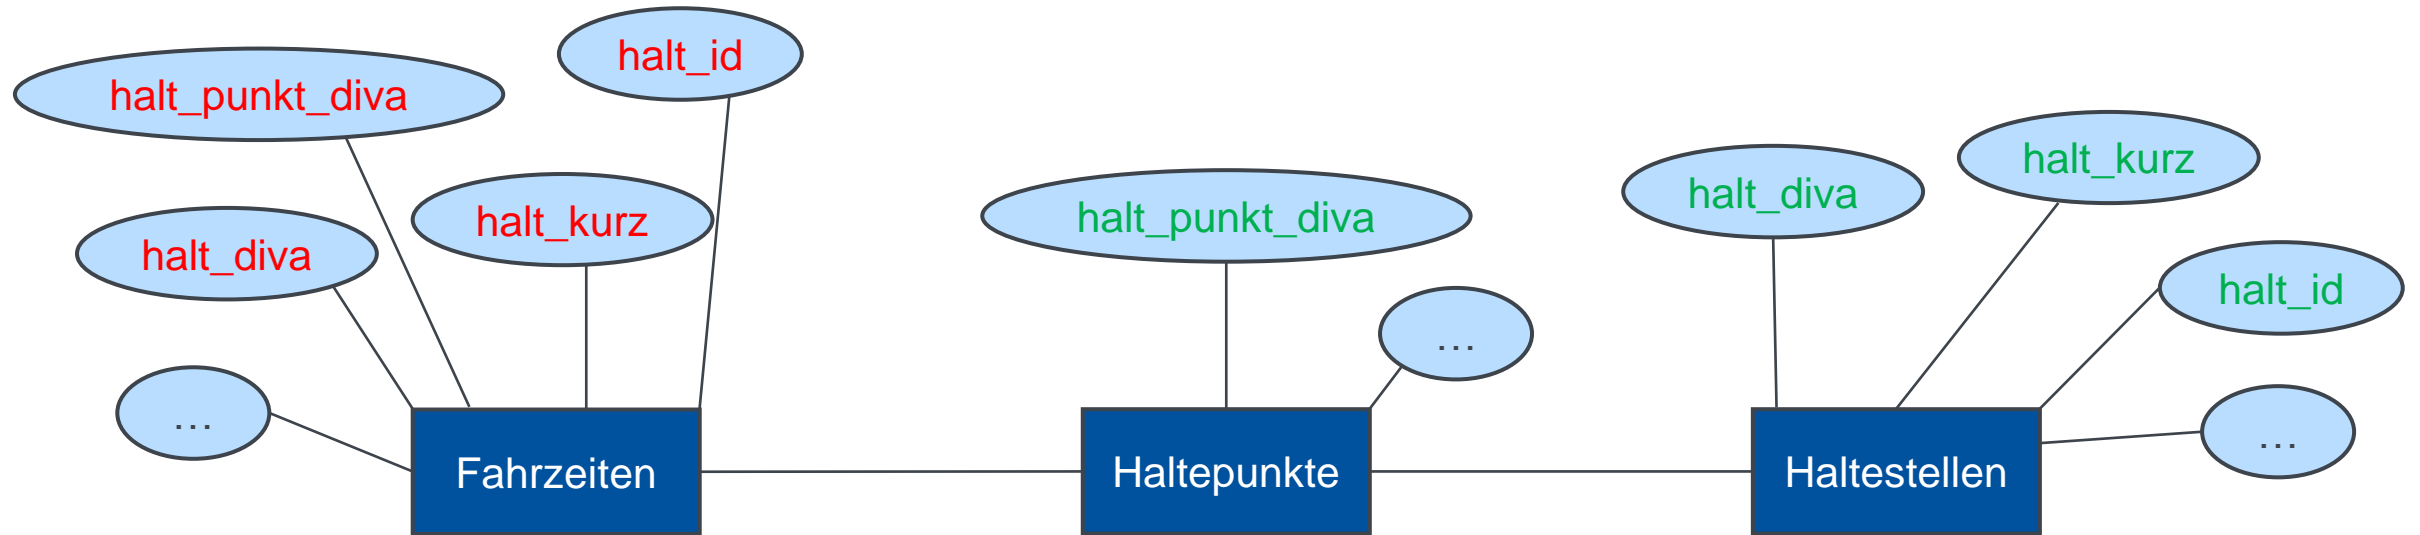 halt_id
halt_punkt_diva
halt_kurz
halt_diva
...
Fahrzeiten
halt_punkt_diva
...
Haltepunkte
halt_kurz
halt_diva
halt_id
...
Haltestellen